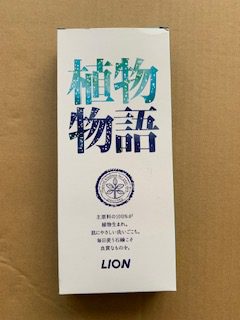 植物
物語
主原料の100%が
植物生まれ。
肌にやさしい洗いごこち。
毎日使う石鹸こそ
良質なものを。
LION